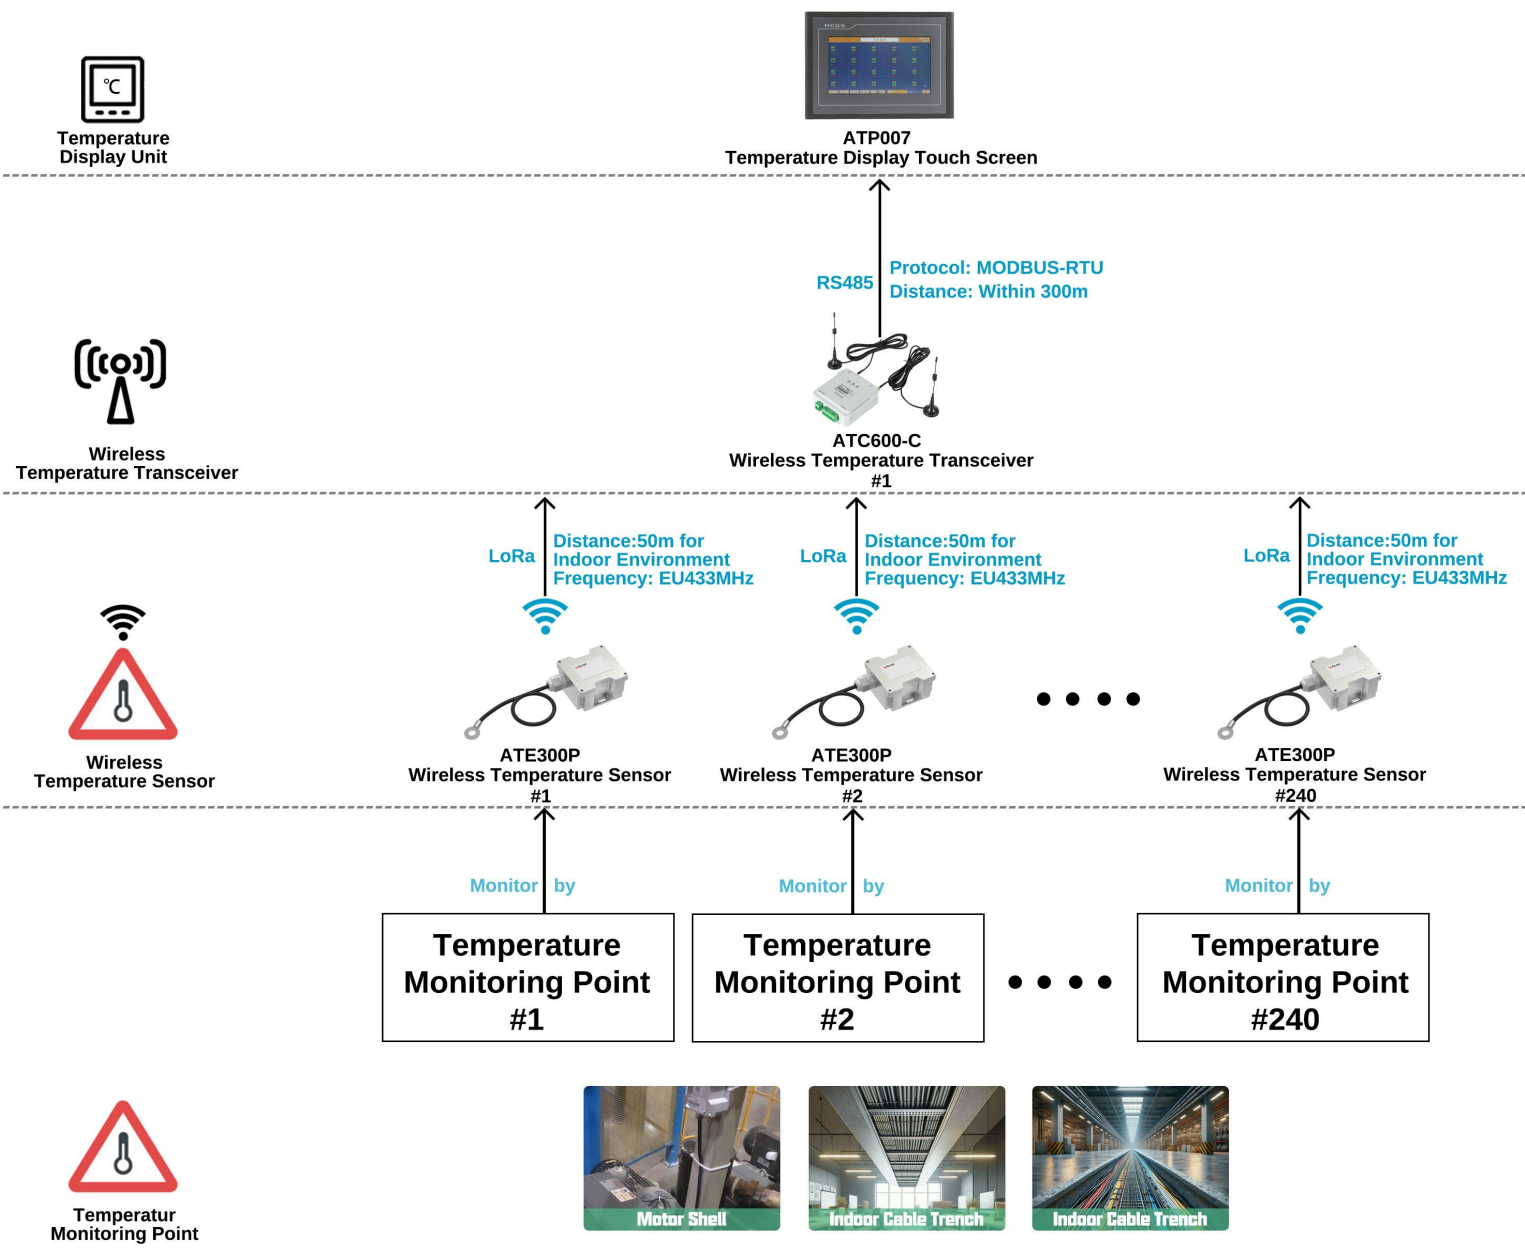 MCGS
°C
Temperature
Display Unit
ATP007
Temperature Display Touch Screen
RS485
Protocol: MODBUS-RTU
Distance: Within 300m
Wireless
Temperature Transceiver
ATC600-C
Wireless Temperature Transceiver
#1
LoRa
Distance:50m for
Indoor Environment
Frequency: EU433MHz
LoRa
Distance:50m for
Indoor Environment
Frequency: EU433MHz
LoRa
Distance:50m for
Indoor Environment
Frequency: EU433MHz
Wireless
Temperature Sensor
ATE300P
Wireless Temperature Sensor
#1
ATE300P
Wireless Temperature Sensor
#2
ATE300P
Wireless Temperature Sensor
#240
Monitor by
Monitor by
Monitor by
Temperature
Monitoring Point
#1
Temperature
Monitoring Point
#2
Temperature
Monitoring Point
#240
Temperatur
Monitoring Point
Motor Shell
Indoor Cable Trench
Indoor Cable Trench